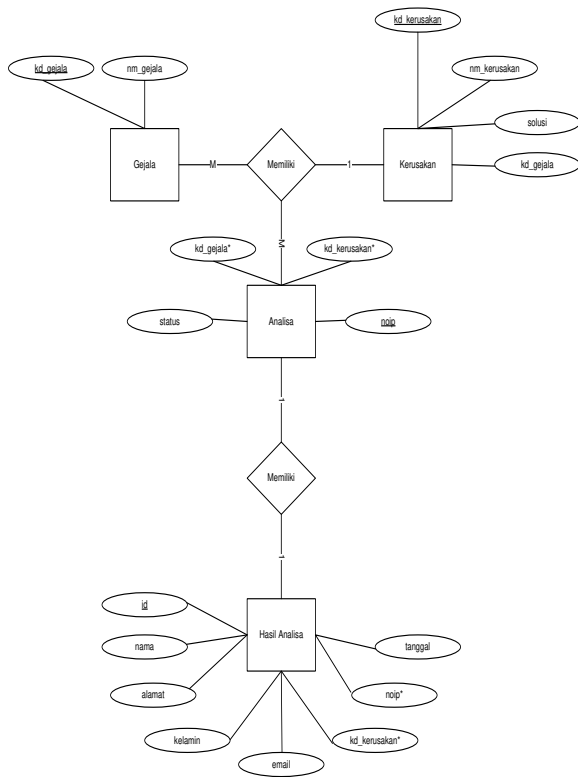 kd_kerusakan
kd_gejala
nm_gejala
nm_kerusakan
solusi
Gejala
M
Memiliki
1
Kerusakan
kd_gejala
M
kd_gejala*
kd_kerusakan*
status
Analisa
noip
1
Memiliki
1
id
Hasil Analisa
nama
tanggal
alamat
noip*
kelamin
kd_kerusakan*
email